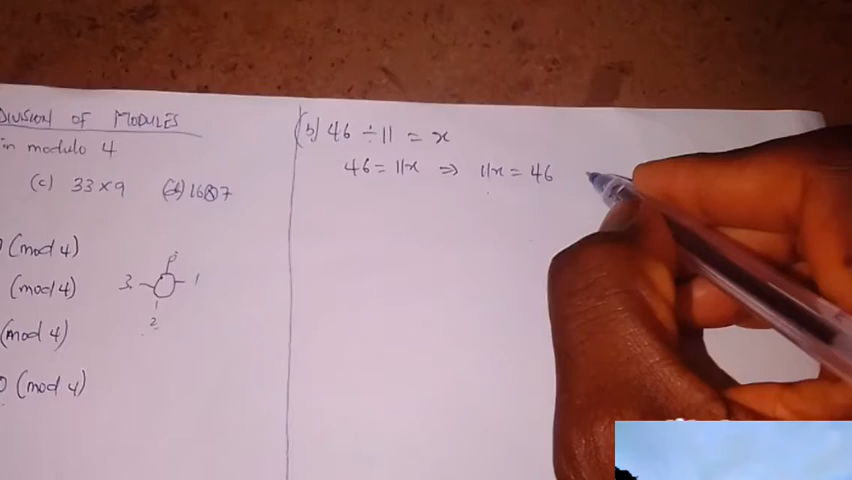 DIVISION OF MODULES
in modulo 4
(c) 33 × 9 (d) 16⊗7
(mod 4)
(mod 4)
(mod 4)
0 (mod 4)
0
3 1
2
(b) 46 ÷ 11 = x
46 = 11x ⇒ 11x = 46